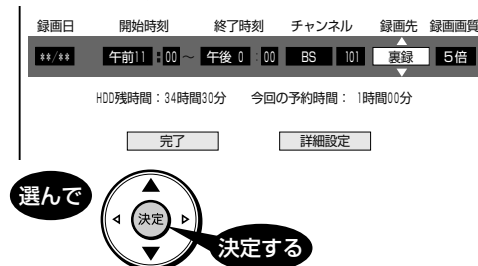 録画日 開始時刻 終了時刻 チャンネル 録画先 録画画質
**/** 午前11:00～午後 0:00 BS 101 裏録 5倍
HDD残時間：34時間30分 今回の予約時間： 1時間00分
完了 詳細設定
選んで
決定
決定する